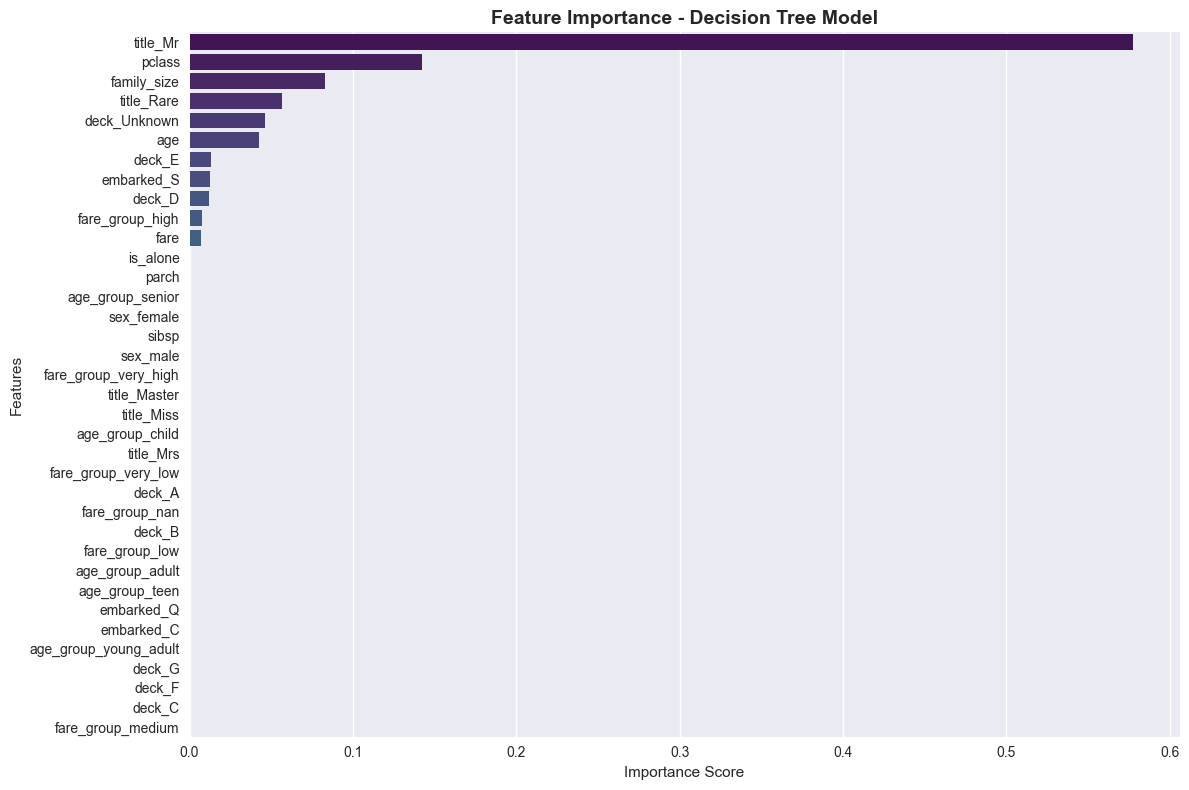 Feature Importance - Decision Tree Model
title_Mr
pclass
family_size
title_Rare
deck_Unknown
age
deck_E
embarked_S
deck_D
fare_group_high
fare
is_alone
parch
age_group_senior
sex_female
sibsp
sex_male
fare_group_very_high
title_Master
title_Miss
age_group_child
title_Mrs
fare_group_very_low
deck_A
fare_group_nan
deck_B
fare_group_low
age_group_adult
age_group_teen
embarked_Q
embarked_C
age_group_young_adult
deck_G
deck_F
deck_C
fare_group_medium
Features
0.0 0.1 0.2 0.3 0.4 0.5 0.6
Importance Score